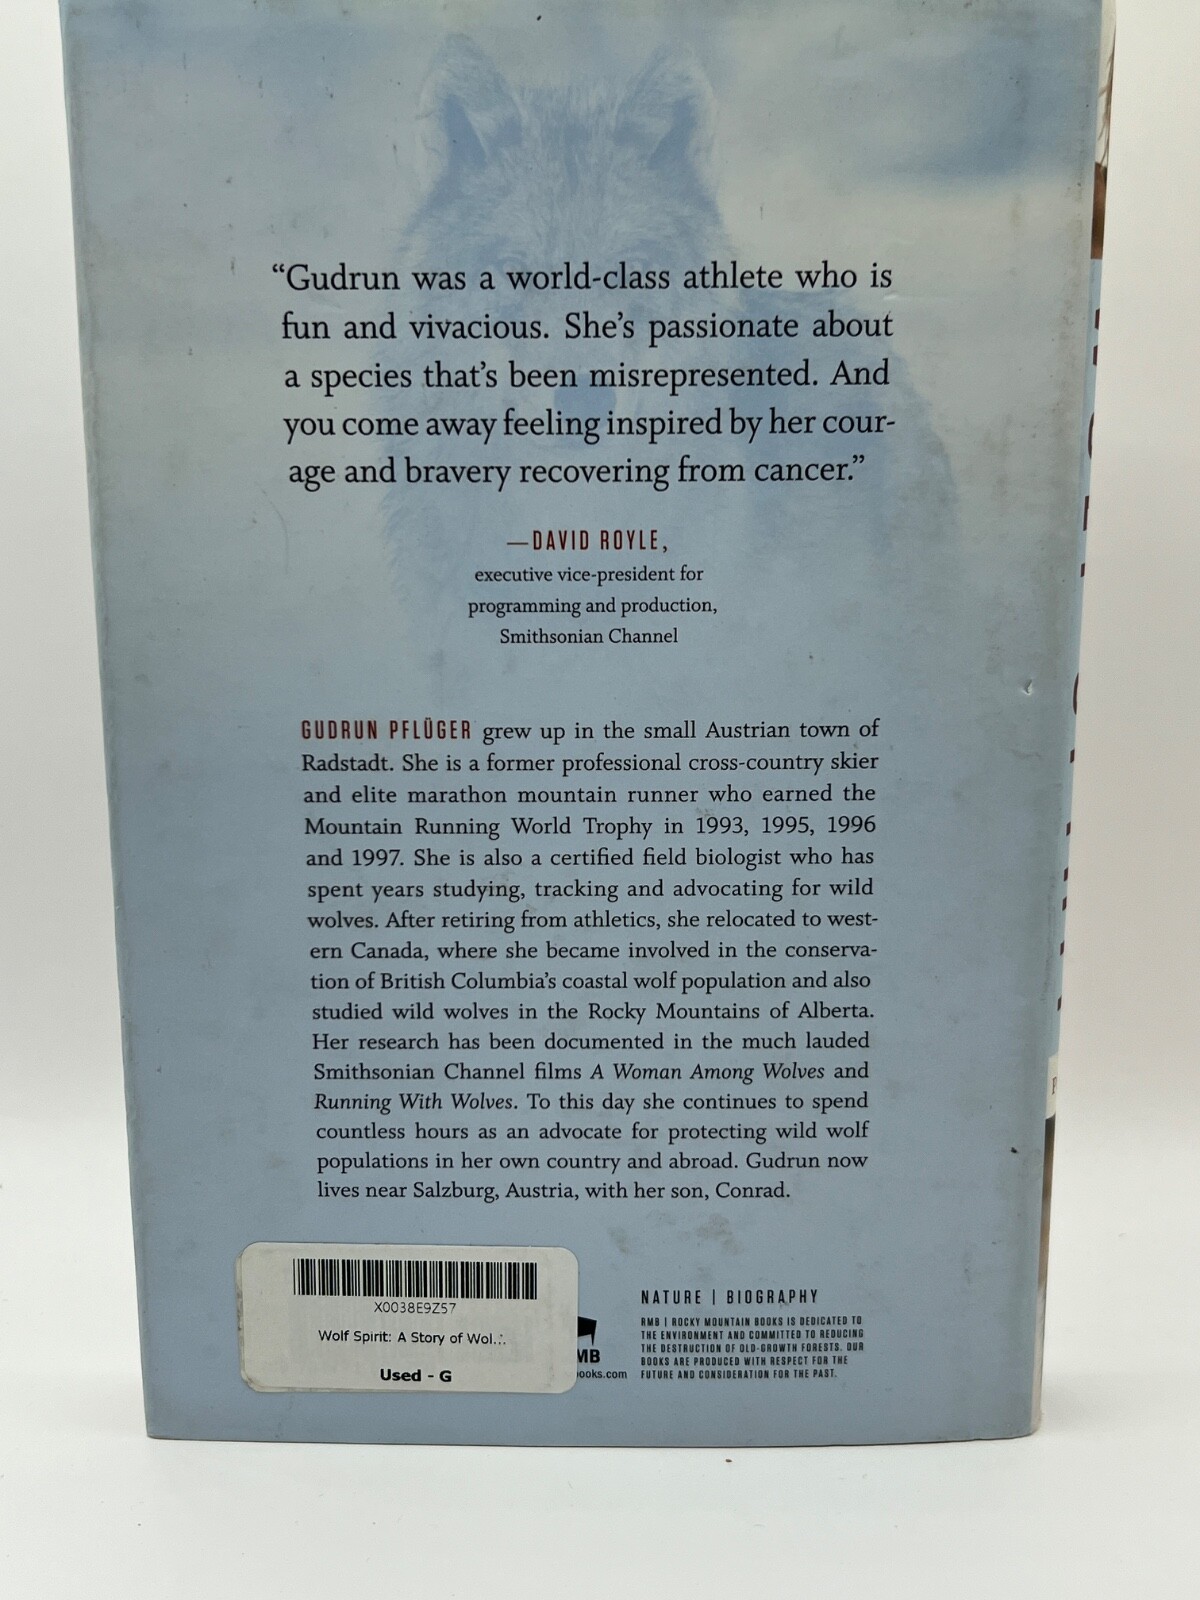 “Gudrun was a world-class athlete who is
fun and vivacious. She’s passionate about
a species that’s been misrepresented. And
you come away feeling inspired by her cour-
age and bravery recovering from cancer.”
—DAVID ROYLE,
executive vice-president for
programming and production,
Smithsonian Channel
GUDRUN PFLÜGER grew up in the small Austrian town of
Radstadt. She is a former professional cross-country skier
and elite marathon mountain runner who earned the
Mountain Running World Trophy in 1993, 1995, 1996
and 1997. She is also a certified field biologist who has
spent years studying, tracking and advocating for wild
wolves. After retiring from athletics, she relocated to west-
ern Canada, where she became involved in the conserva-
tion of British Columbia’s coastal wolf population and also
studied wild wolves in the Rocky Mountains of Alberta.
Her research has been documented in the much lauded
Smithsonian Channel films A Woman Among Wolves and
Running With Wolves. To this day she continues to spend
countless hours as an advocate for protecting wild wolf
populations in her own country and abroad. Gudrun now
lives near Salzburg, Austria, with her son, Conrad.
X0038E9Z57
Wolf Spirit: A Story of Wol...
Used - G
MB
ooks.com
NATURE | BIOGRAPHY
RMB | ROCKY MOUNTAIN BOOKS IS DEDICATED TO
THE ENVIRONMENT AND COMMITTED TO REDUCING
THE DESTRUCTION OF OLD-GROWTH FORESTS. OUR
BOOKS ARE PRODUCED WITH RESPECT FOR THE
FUTURE AND CONSIDERATION FOR THE PAST.